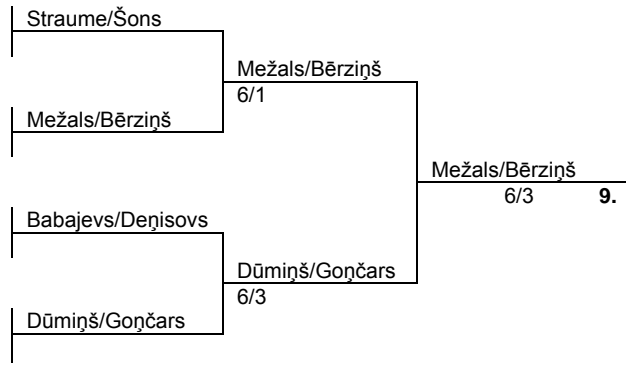 Straume/Šons
Mežals/Bērziņš
6/1
Mežals/Bērziņš
Mežals/Bērziņš
6/3 9.
Babajevs/Deņisovs
Dūmiņš/Goņčars
6/3
Dūmiņš/Goņčars